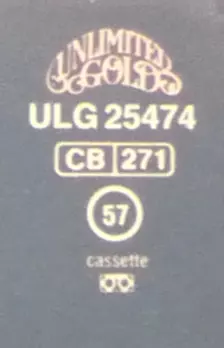 UNLIMITED
GOLD
ULG 25474
CB 271
57
cassette